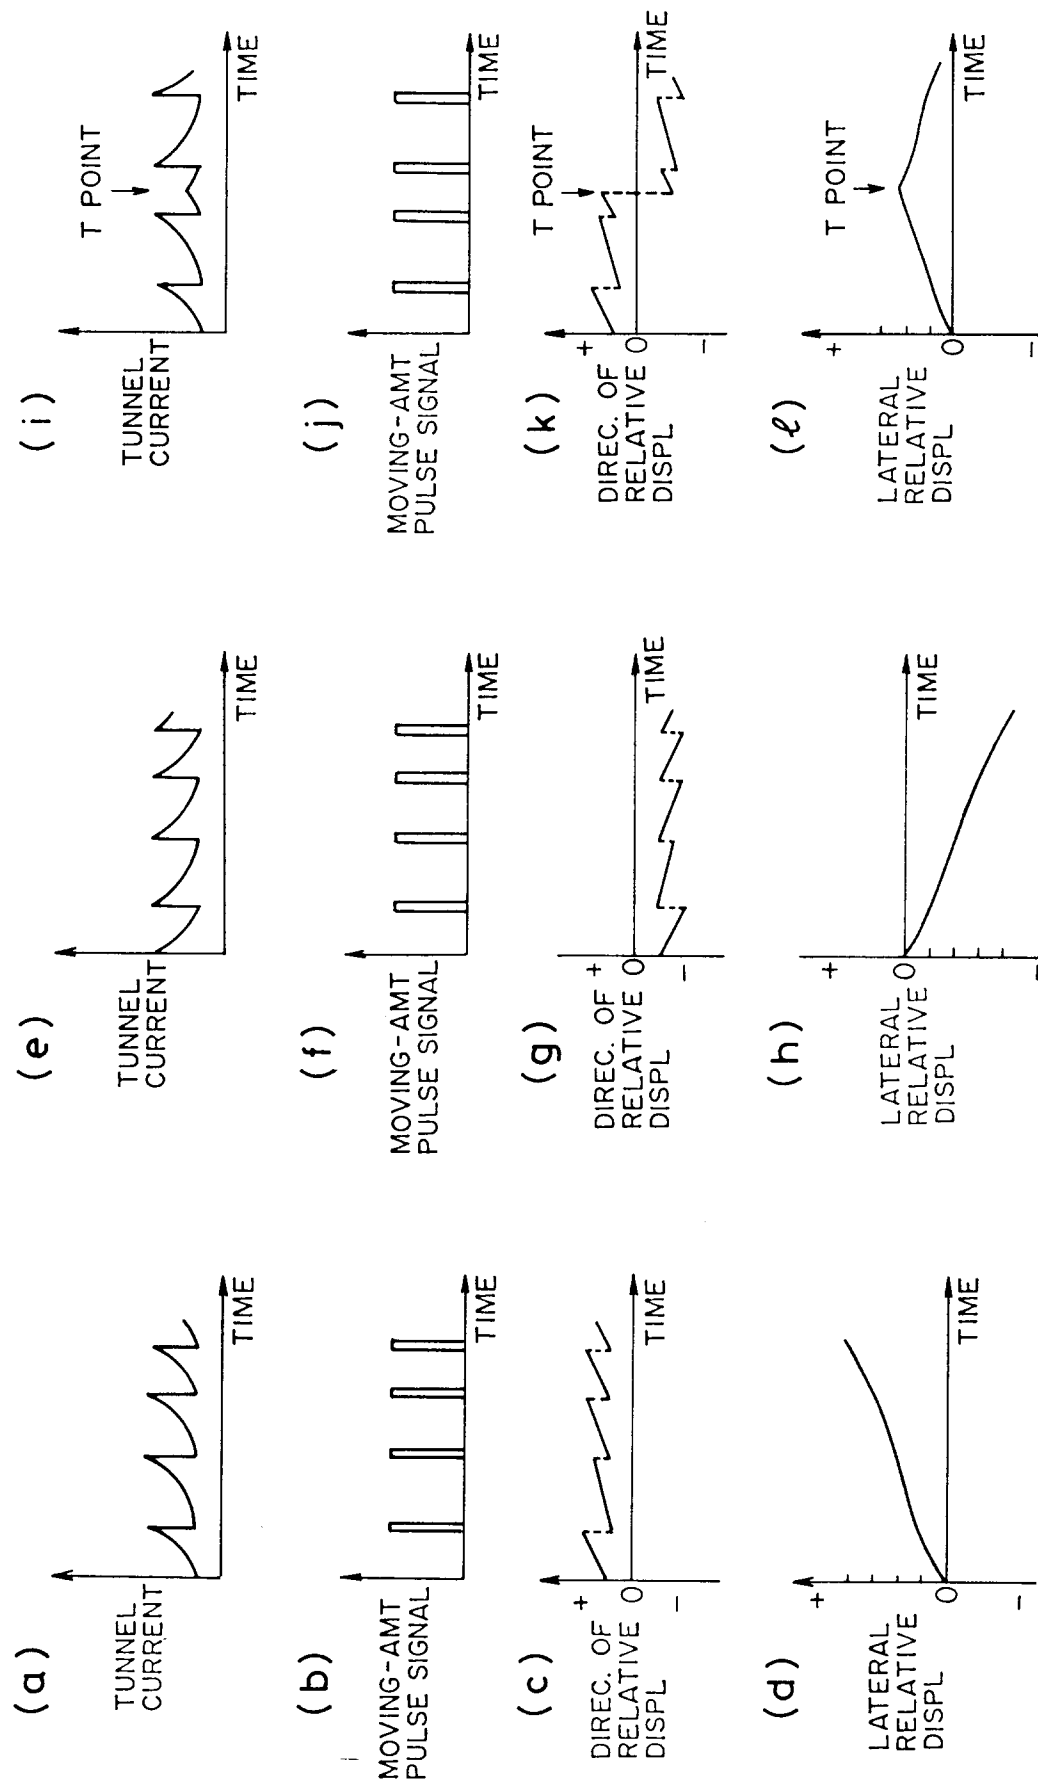 (a)
TUNNEL
CURRENT
TIME
(b)
MOVING-AMT
PULSE SIGNAL
TIME
(c)
DIREC. OF
RELATIVE
DISPL
+
0
−
TIME
(d)
LATERAL
RELATIVE
DISPL
+
0
−
TIME
(e)
TUNNEL
CURRENT
TIME
(f)
MOVING-AMT
PULSE SIGNAL
TIME
(g)
DIREC. OF
RELATIVE
DISPL
+
0
−
TIME
(h)
LATERAL
RELATIVE
DISPL
+
0
−
TIME
(i)
TUNNEL
CURRENT
T POINT
TIME
(j)
MOVING-AMT
PULSE SIGNAL
TIME
(k)
DIREC. OF
RELATIVE
DISPL
+
0
−
T POINT
TIME
(ℓ)
LATERAL
RELATIVE
DISPL
+
0
−
T POINT
TIME